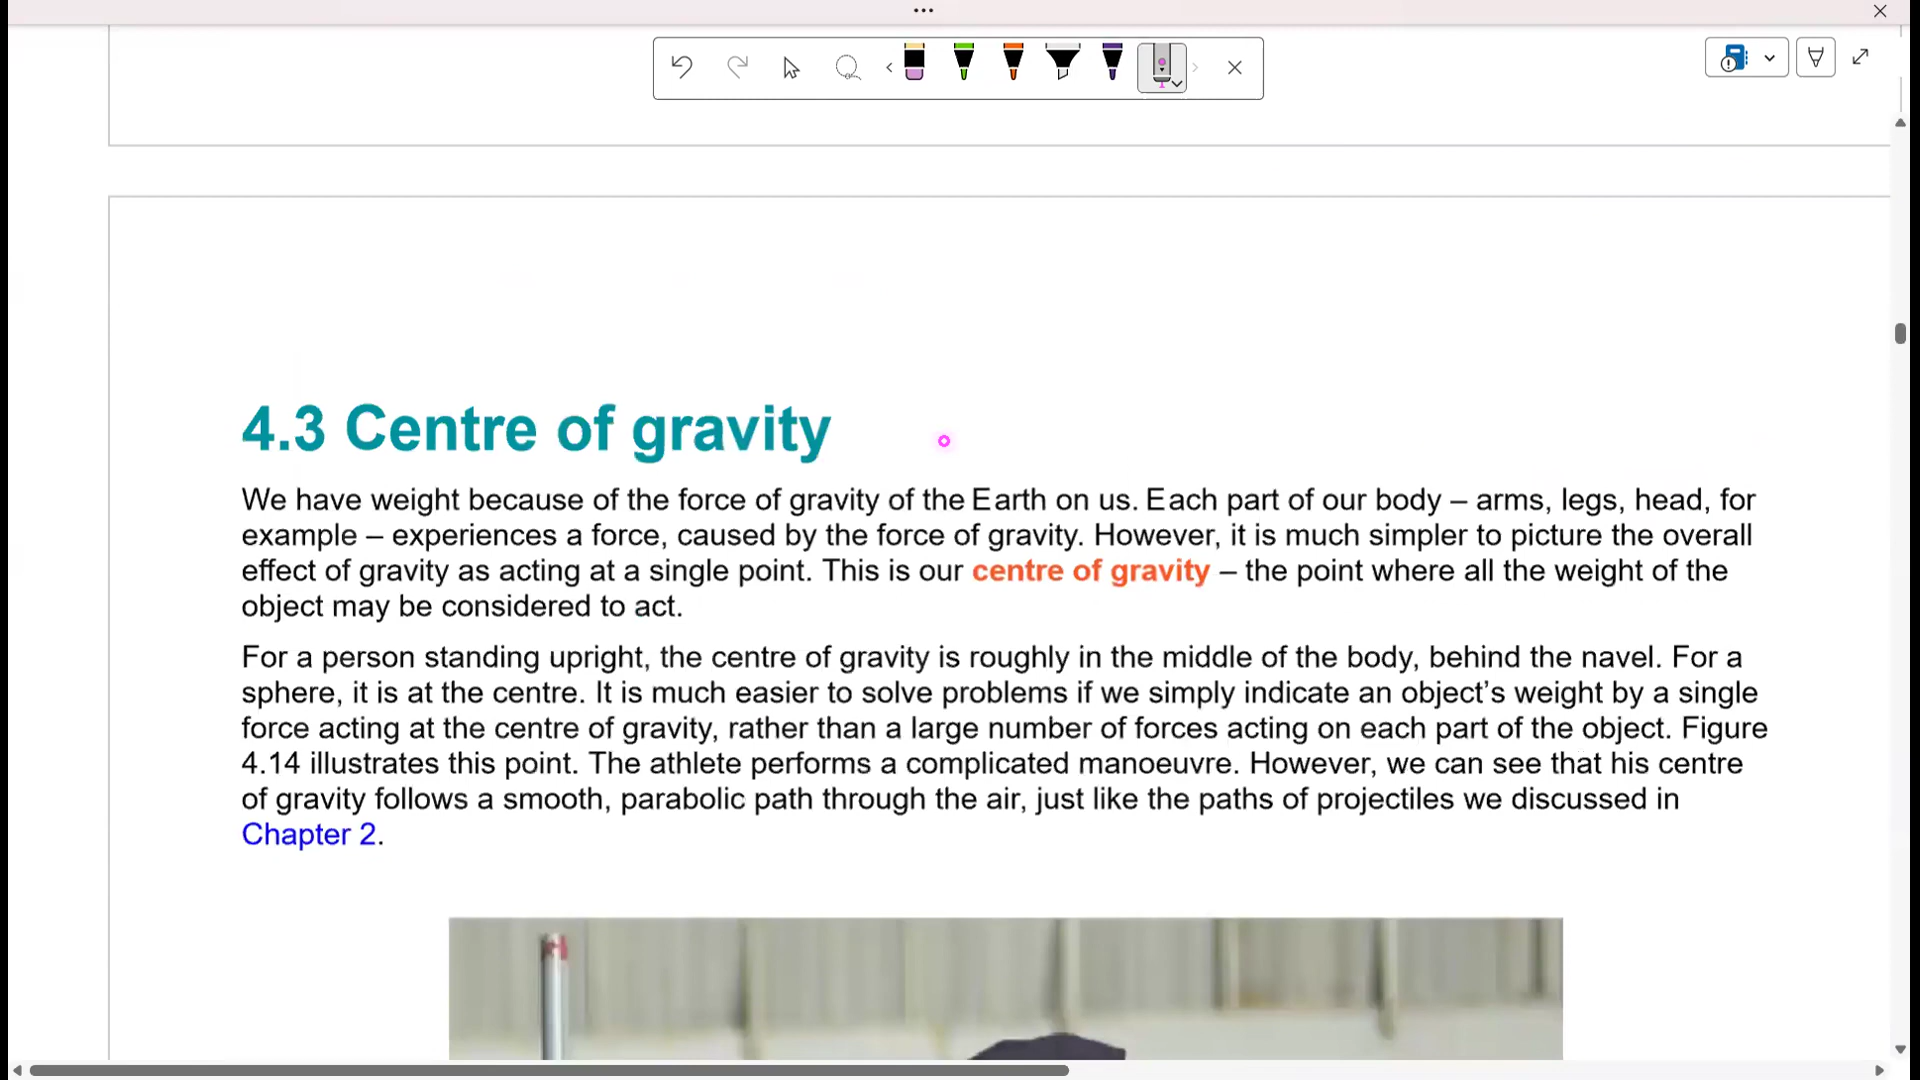 4.3 Centre of gravity
We have weight because of the force of gravity of the Earth on us. Each part of our body – arms, legs, head, for
example – experiences a force, caused by the force of gravity. However, it is much simpler to picture the overall
effect of gravity as acting at a single point. This is our centre of gravity – the point where all the weight of the
object may be considered to act.
For a person standing upright, the centre of gravity is roughly in the middle of the body, behind the navel. For a
sphere, it is at the centre. It is much easier to solve problems if we simply indicate an object’s weight by a single
force acting at the centre of gravity, rather than a large number of forces acting on each part of the object. Figure
4.14 illustrates this point. The athlete performs a complicated manoeuvre. However, we can see that his centre
of gravity follows a smooth, parabolic path through the air, just like the paths of projectiles we discussed in
Chapter 2.